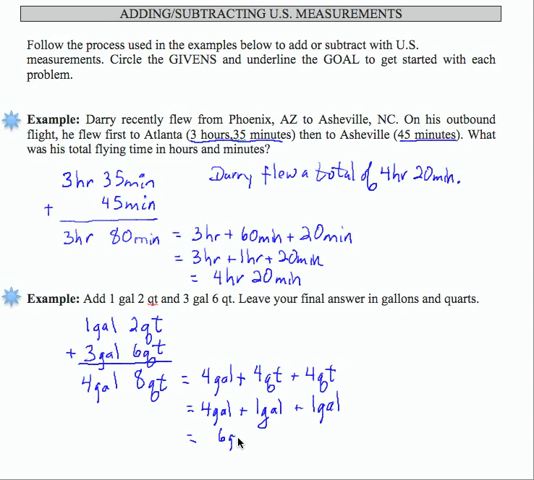 ADDING/SUBTRACTING U.S. MEASUREMENTS
Follow the process used in the examples below to add or subtract with U.S.
measurements. Circle the GIVENS and underline the GOAL to get started with each
problem.
Example: Darry recently flew from Phoenix, AZ to Asheville, NC. On his outbound
flight, he flew first to Atlanta (3 hours,35 minutes) then to Asheville (45 minutes). What
was his total flying time in hours and minutes?
Darry flew a total of 4hr 20min.
3hr 35min
+ 45min
3hr 80min = 3hr + 60min + 20min
= 3hr + 1hr + 20min
= 4hr 20min
Example: Add 1 gal 2 qt and 3 gal 6 qt. Leave your final answer in gallons and quarts.
1gal 2qt
+ 3gal 6qt
4gal 8qt = 4gal + 4qt + 4qt
= 4gal + 1gal + 1gal
= 6g